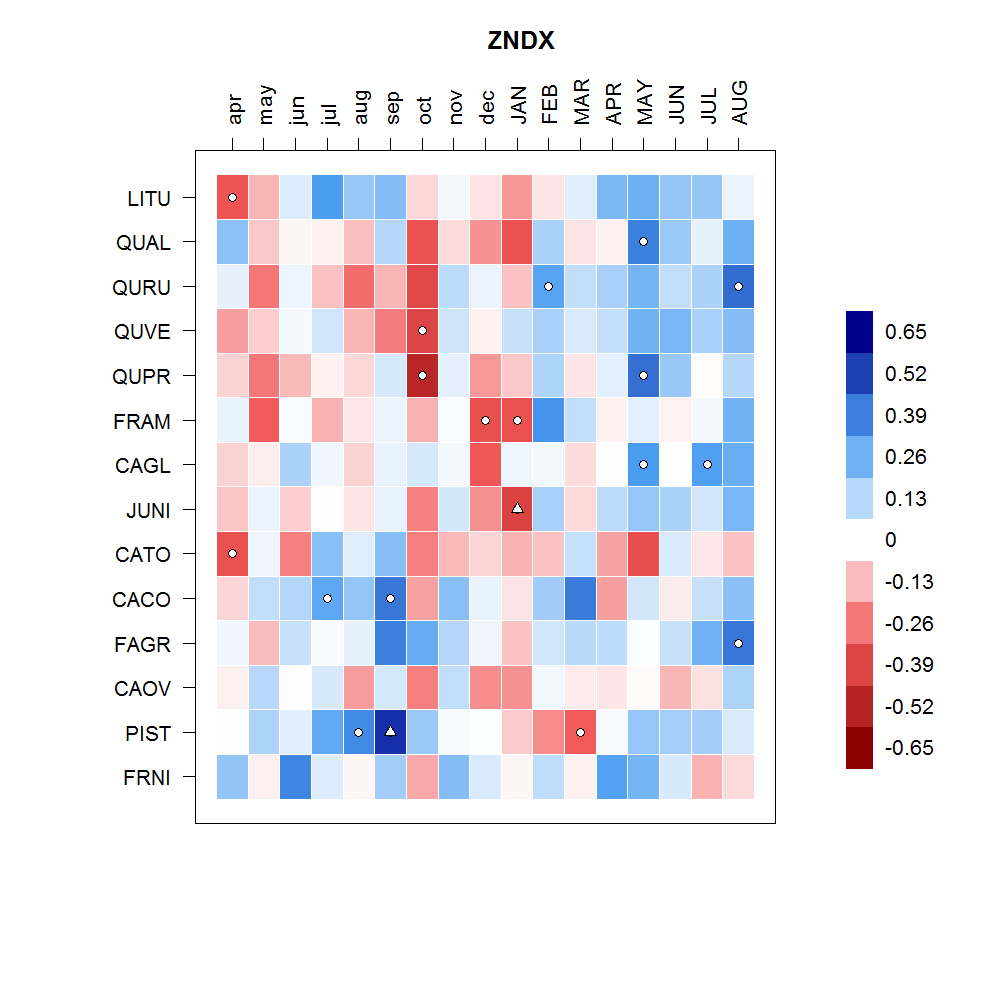 ZNDX
apr may jun jul aug sep oct nov dec JAN FEB MAR APR MAY JUN JUL AUG
LITU
QUAL
QURU
QUVE
QUPR
FRAM
CAGL
JUNI
CATO
CACO
FAGR
CAOV
PIST
FRNI
0.65
0.52
0.39
0.26
0.13
0
-0.13
-0.26
-0.39
-0.52
-0.65